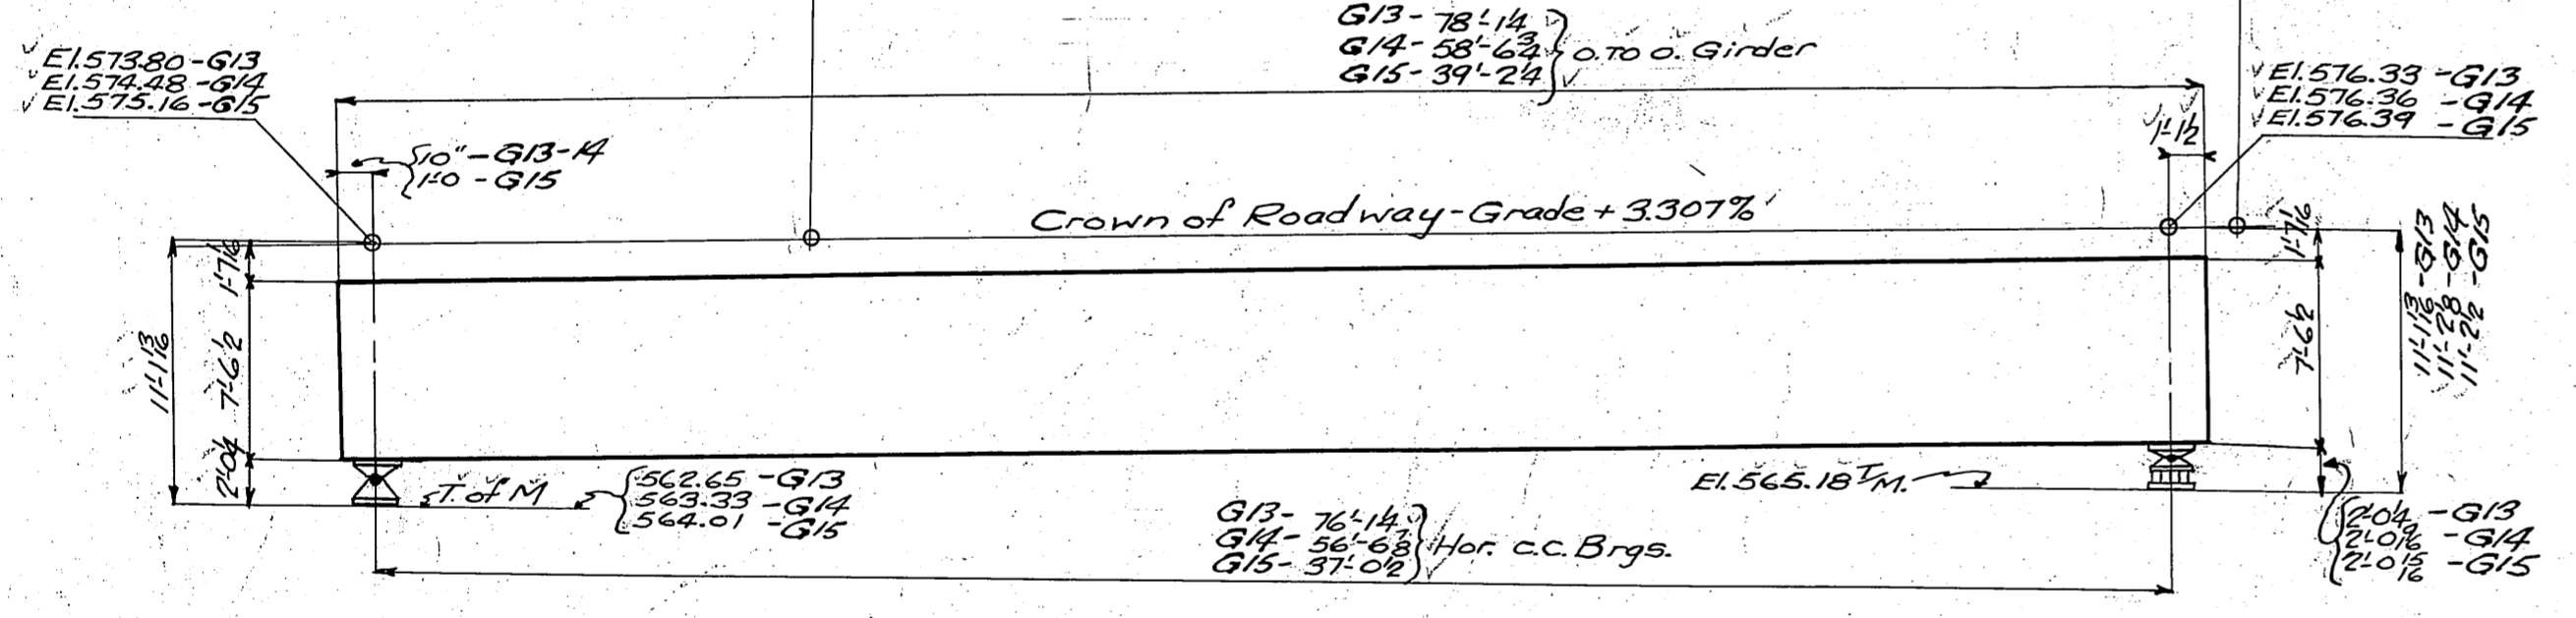 G13 - 78'-1¼
G14 - 58'-6¾
G15 - 39'-2¼
O. TO O. Girder
El. 573.80 - G13
El. 574.48 - G14
El. 575.16 - G15
El. 576.33 - G13
El. 576.36 - G14
El. 576.39 - G15
1'-1½
10" - G13-14
1'-0 - G15
Crown of Roadway - Grade + 3.307%
1'-7/16
7'-6½
2'-0¼
11'-1 13/16
1'-7/16
7'-6½
11'-1 13/16 - G13
11'-2⅛ - G14
11'-2½ - G15
T. of M
562.65 - G13
563.33 - G14
564.01 - G15
El. 565.18 T/M.
G13 - 76'-1¼
G14 - 56'-6⅞
G15 - 37'-0½
Hor. c.c. Brgs.
2'-0¼ - G13
2'-0 9/16 - G14
2'-0 15/16 - G15